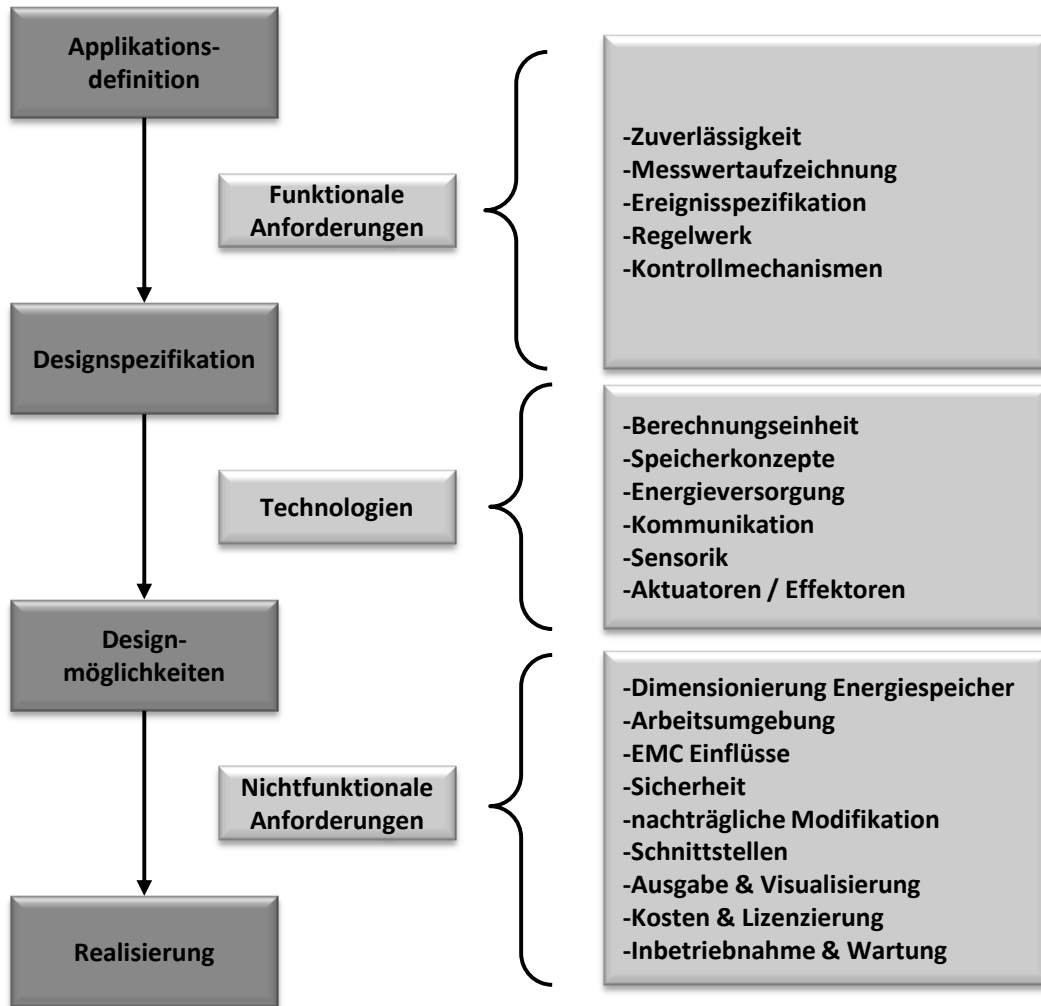 Applikations-
definition
Funktionale
Anforderungen
-Zuverlässigkeit
-Messwertaufzeichnung
-Ereignisspezifikation
-Regelwerk
-Kontrollmechanismen
Designspezifikation
Technologien
-Berechnungseinheit
-Speicherkonzepte
-Energieversorgung
-Kommunikation
-Sensorik
-Aktuatoren / Effektoren
Design-
möglichkeiten
Nichtfunktionale
Anforderungen
-Dimensionierung Energiespeicher
-Arbeitsumgebung
-EMC Einflüsse
-Sicherheit
-nachträgliche Modifikation
-Schnittstellen
-Ausgabe & Visualisierung
-Kosten & Lizenzierung
-Inbetriebnahme & Wartung
Realisierung